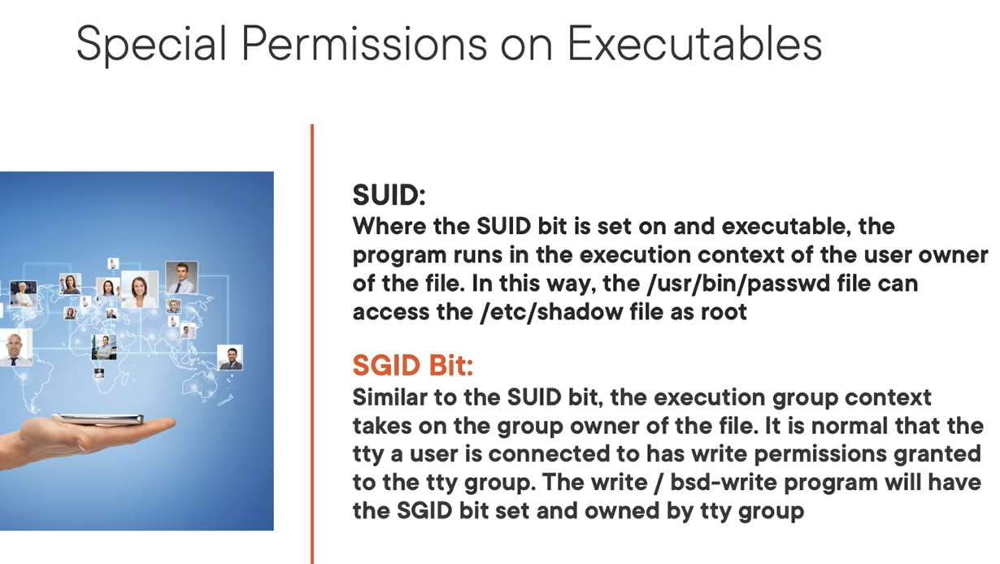 Special Permissions on Executables
SUID:
Where the SUID bit is set on and executable, the
program runs in the execution context of the user owner
of the file. In this way, the /usr/bin/passwd file can
access the /etc/shadow file as root
SGID Bit:
Similar to the SUID bit, the execution group context
takes on the group owner of the file. It is normal that the
tty a user is connected to has write permissions granted
to the tty group. The write / bsd-write program will have
the SGID bit set and owned by tty group